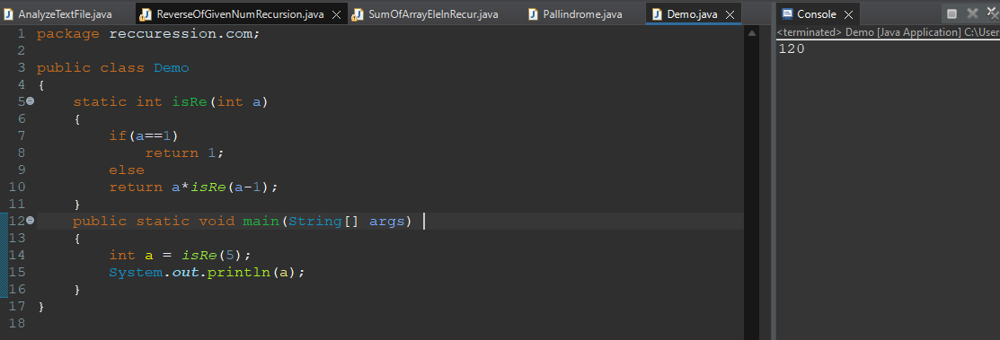 AnalyzeTextFile.java ReverseOfGivenNumRecursion.java SumOfArrayEleInRecur.java Pallindrome.java Demo.java
1 package reccuression.com;
2
3 public class Demo
4 {
5 static int isRe(int a)
6 {
7 if(a==1)
8 return 1;
9 else
10 return a*isRe(a-1);
11 }
12 public static void main(String[] args)
13 {
14 int a = isRe(5);
15 System.out.println(a);
16 }
17 }
18
Console
<terminated> Demo [Java Application] C:\User
120